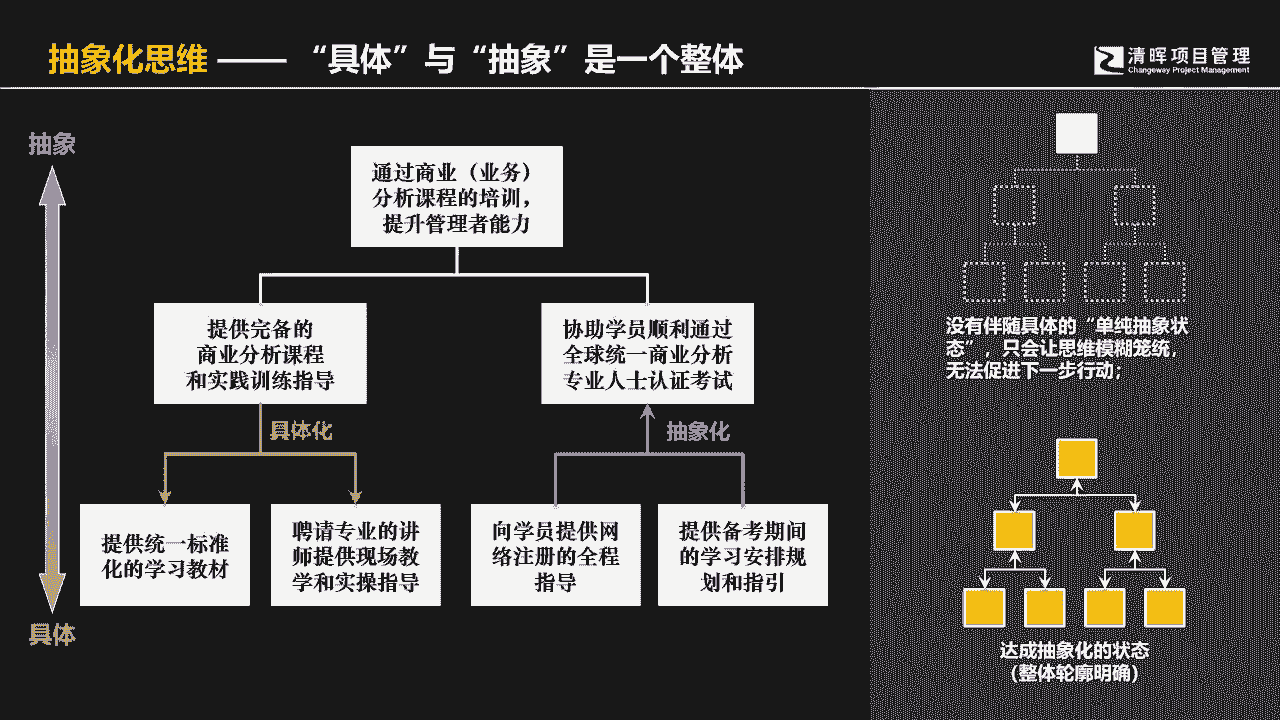 抽象化思维 —— “具体”与“抽象”是一个整体
清晖项目管理
Changeway Project Management
抽象
通过商业（业务）
分析课程的培训，
提升管理者能力
提供完备的
商业分析课程
和实践训练指导
协助学员顺利通过
全球统一商业分析
专业人士认证考试
具体化
抽象化
提供统一标准
化的学习教材
聘请专业的讲
师提供现场教
学和实操指导
向学员提供网
络注册的全程
指导
提供备考期间
的学习安排规
划和指引
具体
没有伴随具体的“单纯抽象状
态”，只会让思维模糊笼统，
无法促进下一步行动；
达成抽象化的状态
（整体轮廓明确）